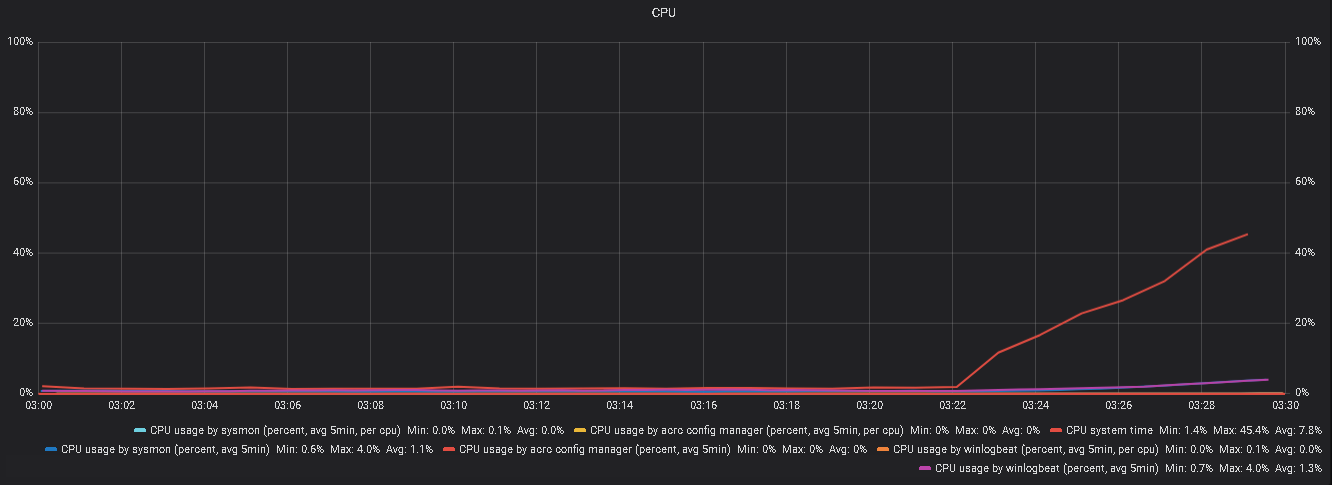 CPU
100% 100%
80% 80%
60% 60%
40% 40%
20% 20%
0% 0%
03:00 03:02 03:04 03:06 03:08 03:10 03:12 03:14 03:16 03:18 03:20 03:22 03:24 03:26 03:28 03:30
CPU usage by sysmon (percent, avg 5min, per cpu) Min: 0.0% Max: 0.1% Avg: 0.0% CPU usage by acrc config manager (percent, avg 5min, per cpu) Min: 0% Max: 0% Avg: 0% CPU system time Min: 1.4% Max: 45.4% Avg: 7.8%
CPU usage by sysmon (percent, avg 5min) Min: 0.6% Max: 4.0% Avg: 1.1% CPU usage by acrc config manager (percent, avg 5min) Min: 0% Max: 0% Avg: 0% CPU usage by winlogbeat (percent, avg 5min, per cpu) Min: 0.0% Max: 0.1% Avg: 0.0%
CPU usage by winlogbeat (percent, avg 5min) Min: 0.7% Max: 4.0% Avg: 1.3%